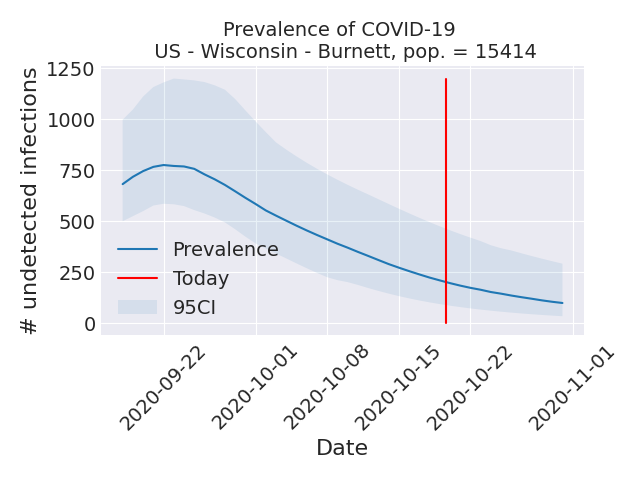 Prevalence of COVID-19
US - Wisconsin - Burnett, pop. = 15414
# undetected infections
1250
1000
750
500
250
0
Prevalence
Today
95CI
2020-09-22
2020-10-01
2020-10-08
2020-10-15
2020-10-22
2020-11-01
Date